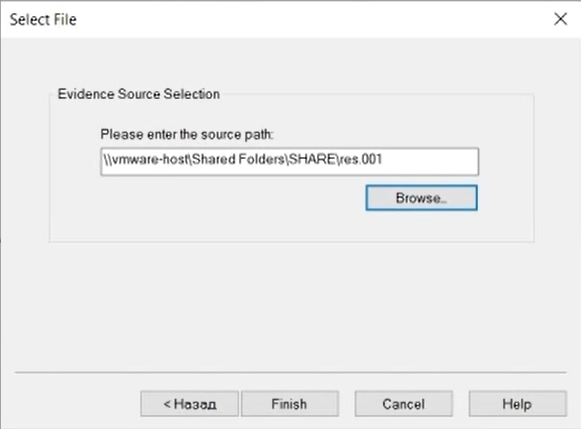 Select File
Evidence Source Selection
Please enter the source path:
\\vmware-host\Shared Folders\SHARE\res.001
Browse..
< Назад Finish Cancel Help